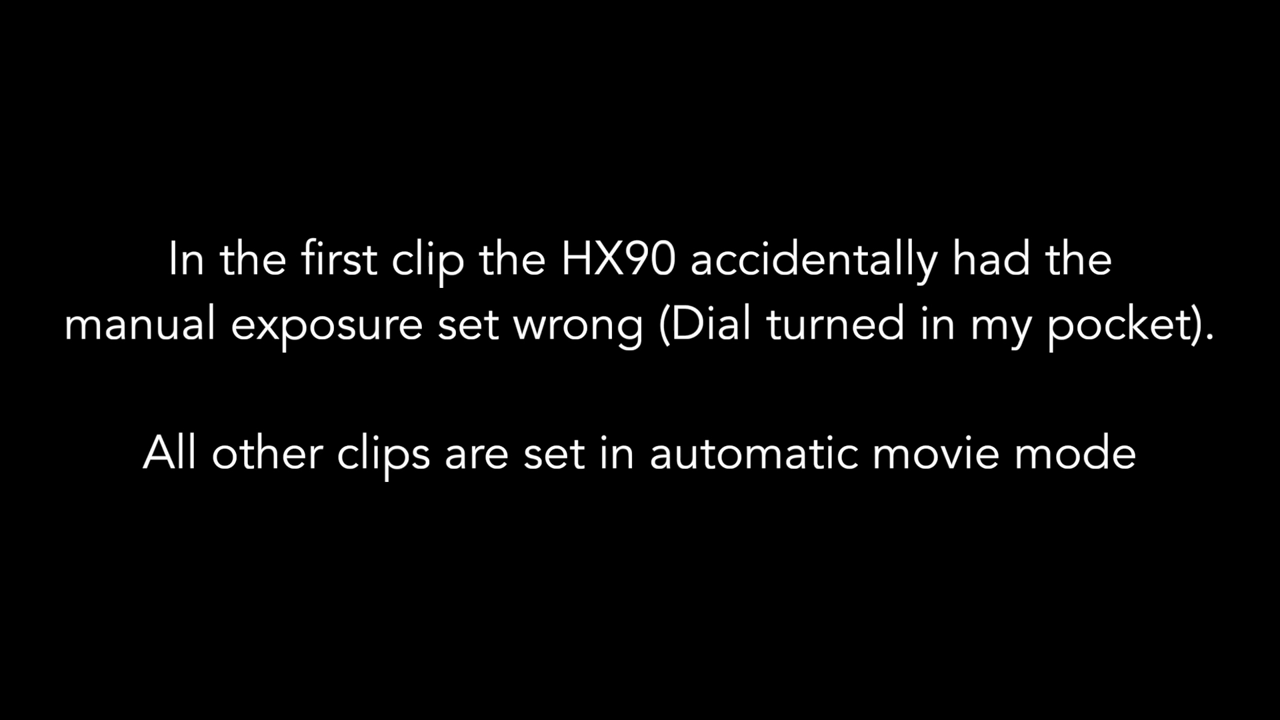 In the first clip the HX90 accidentally had the
manual exposure set wrong (Dial turned in my pocket).
All other clips are set in automatic movie mode